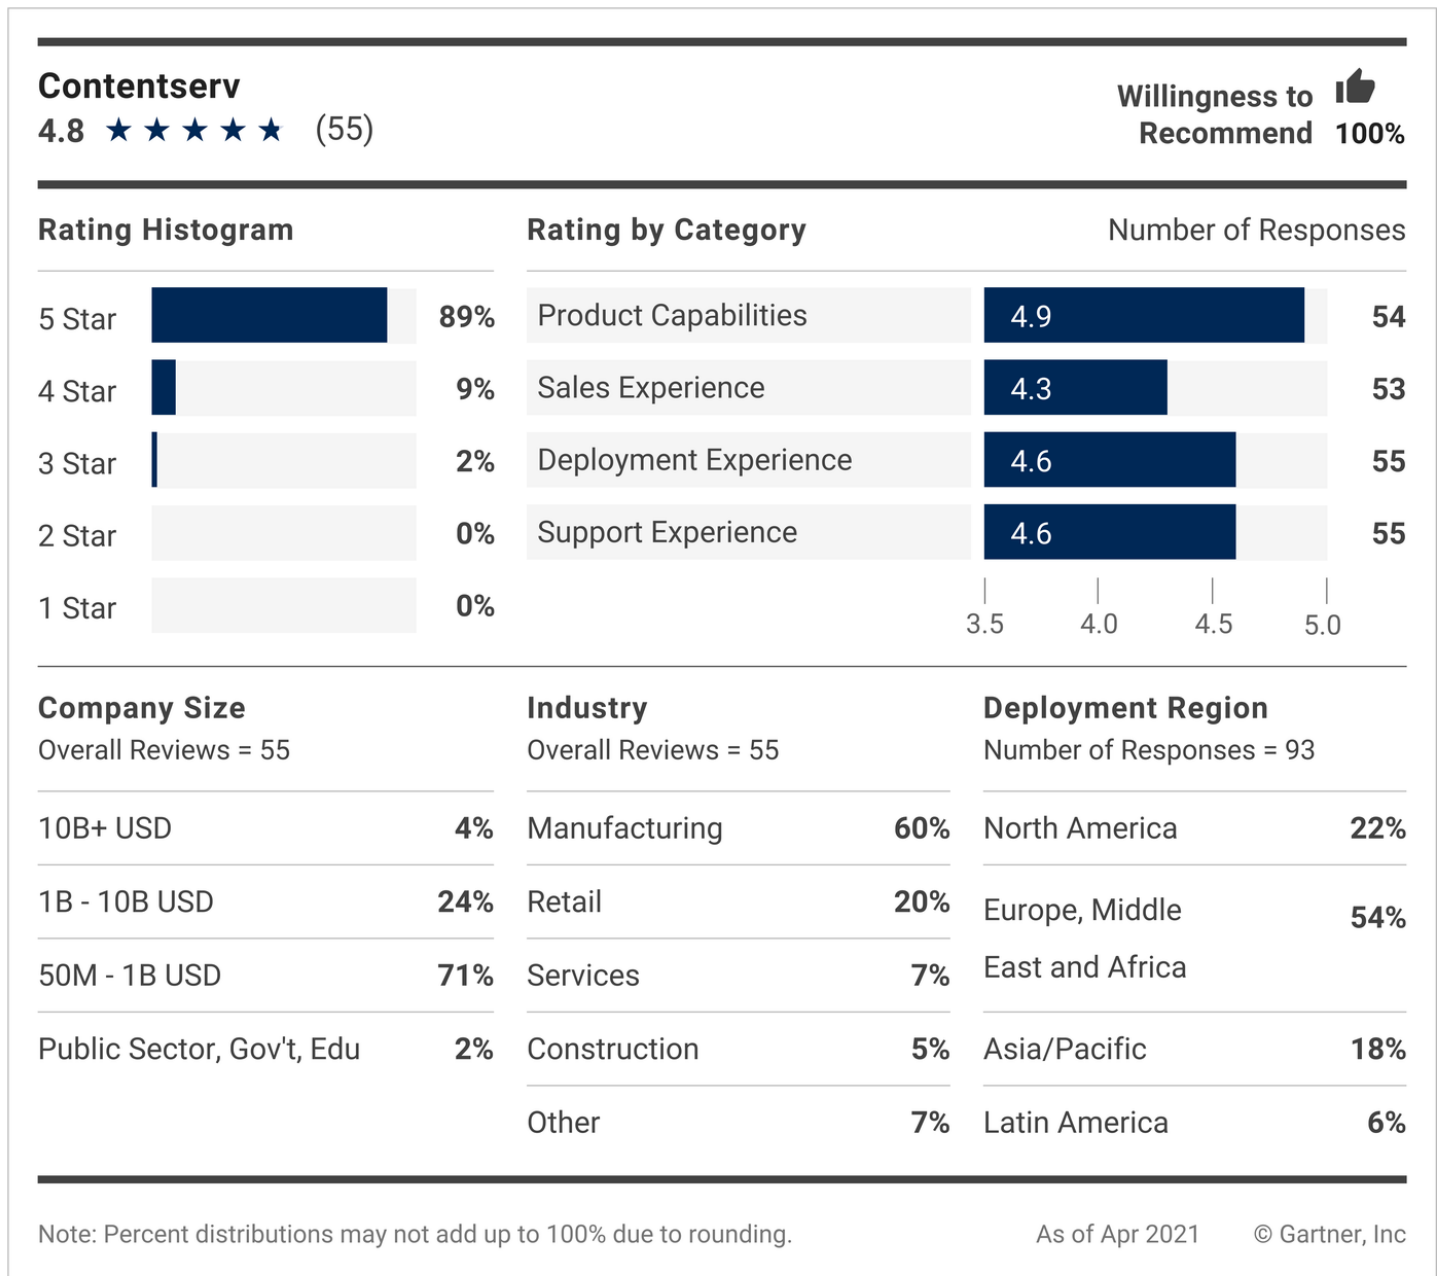 Contentserv
4.8 ★ ★ ★ ★ ★ (55)
Willingness to
Recommend 100%
Rating Histogram
5 Star 89%
4 Star 9%
3 Star 2%
2 Star 0%
1 Star 0%
Rating by Category Number of Responses
Product Capabilities 4.9 54
Sales Experience 4.3 53
Deployment Experience 4.6 55
Support Experience 4.6 55
3.5 4.0 4.5 5.0
Company Size
Overall Reviews = 55
10B+ USD 4%
1B - 10B USD 24%
50M - 1B USD 71%
Public Sector, Gov't, Edu 2%
Industry
Overall Reviews = 55
Manufacturing 60%
Retail 20%
Services 7%
Construction 5%
Other 7%
Deployment Region
Number of Responses = 93
North America 22%
Europe, Middle 54%
East and Africa
Asia/Pacific 18%
Latin America 6%
Note: Percent distributions may not add up to 100% due to rounding. As of Apr 2021 © Gartner, Inc